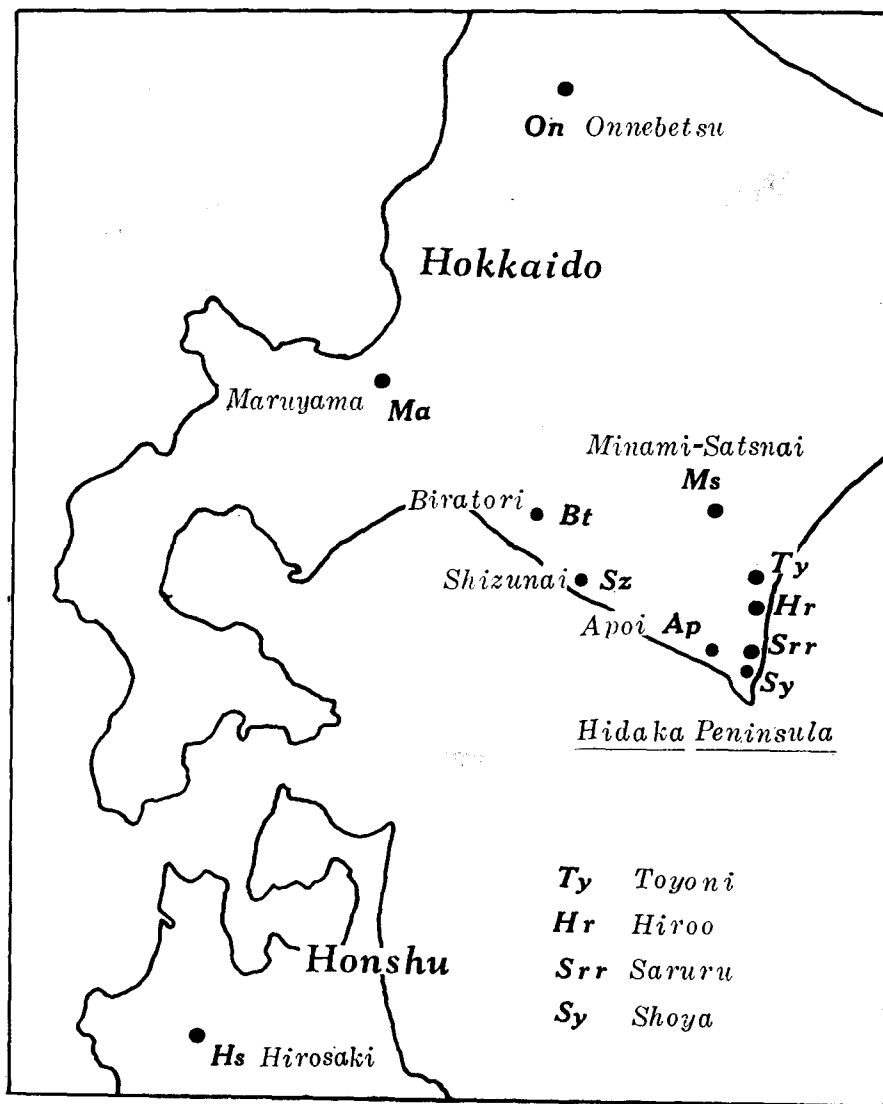 On Onnebetsu
Hokkaido
Maruyama Ma
Minami-Satsnai
Ms
Biratori Bt
Ty
Shizunai Sz
Hr
Apoi Ap
Srr
Sy
Hidaka Peninsula
Ty Toyoni
Hr Hiroo
Honshu
Srr Saruru
Sy Shoya
Hs Hirosaki